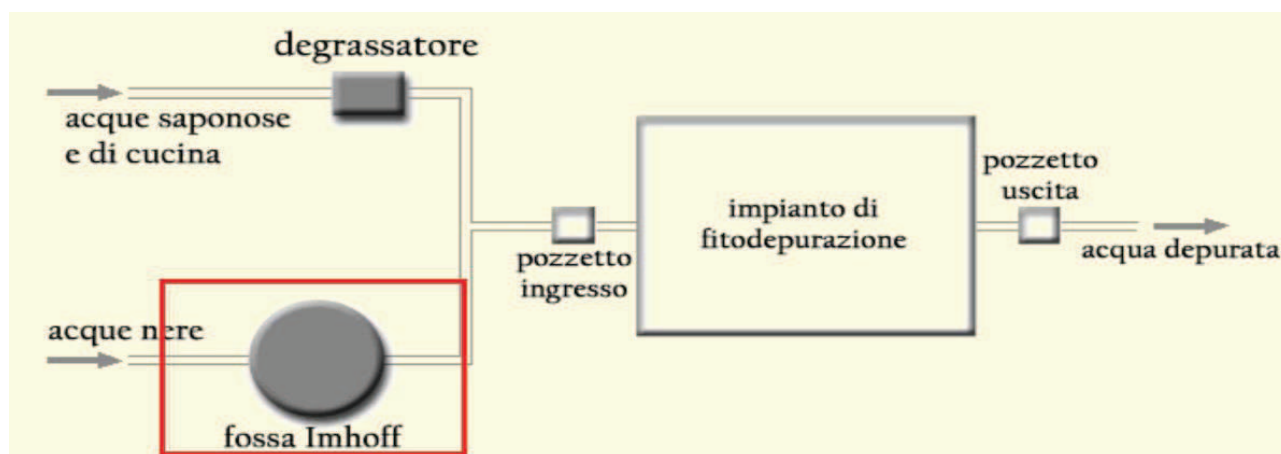 degrassatore
acque saponose
e di cucina
pozzetto
uscita
impianto di
fitodepurazione
pozzetto
ingresso
acqua depurata
acque nere
fossa Imhoff